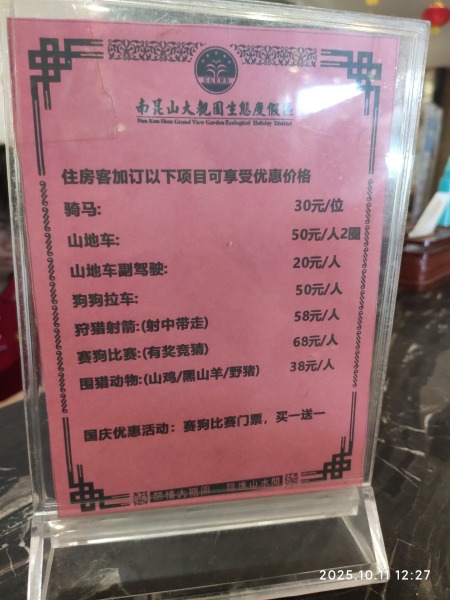 南昆山大觀園生態度假區
Nan Kun Shan Grand View Garden Ecological Holiday District
住房客加订以下项目可享受优惠价格
骑马: 30元/位
山地车: 50元/人2圈
山地车副驾驶: 20元/人
狗狗拉车: 50元/人
狩猎射箭:(射中带走) 58元/人
赛狗比赛:(有奖竞猜) 68元/人
围猎动物:(山鸡/黑山羊/野猪) 38元/人
国庆优惠活动：赛狗比赛门票，买一送一
2025.10.11 12:27